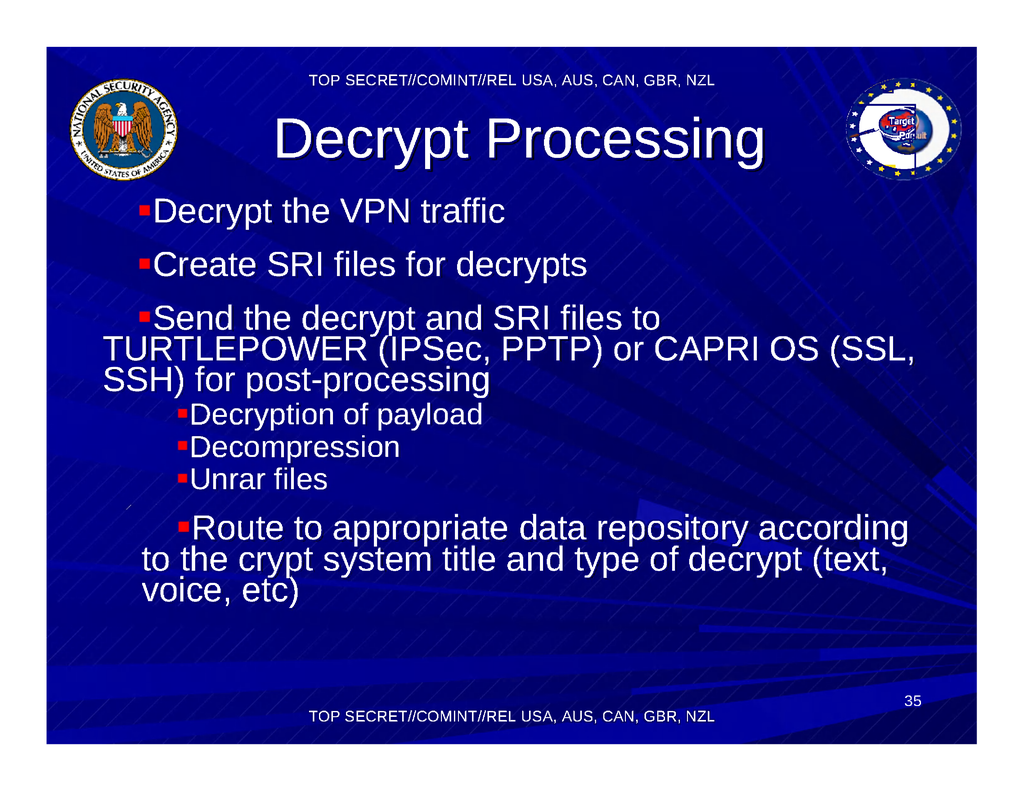 TOP SECRET//COMINT//REL USA, AUS, CAN, GBR, NZL
NATIONAL SECURITY AGENCY
UNITED STATES OF AMERICA
Target
Pursuit
Decrypt Processing
▪Decrypt the VPN traffic
▪Create SRI files for decrypts
▪Send the decrypt and SRI files to
TURTLEPOWER (IPSec, PPTP) or CAPRI OS (SSL,
SSH) for post-processing
▪Decryption of payload
▪Decompression
▪Unrar files
▪Route to appropriate data repository according
to the crypt system title and type of decrypt (text,
voice, etc)
35
TOP SECRET//COMINT//REL USA, AUS, CAN, GBR, NZL